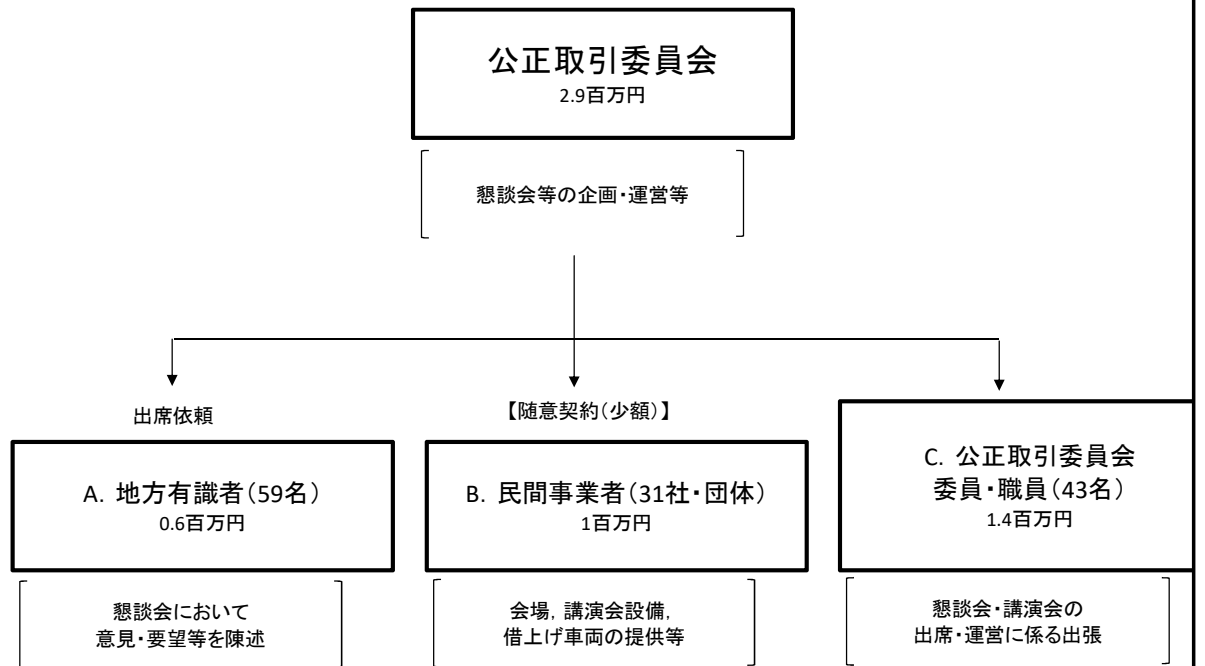 公正取引委員会
2.9百万円
懇談会等の企画・運営等
出席依頼
【随意契約(少額)】
A. 地方有識者(59名)
0.6百万円
B. 民間事業者(31社・団体)
1百万円
C. 公正取引委員会
委員・職員(43名)
1.4百万円
懇談会において
意見・要望等を陳述
会場, 講演会設備,
借上げ車両の提供等
懇談会・講演会の
出席・運営に係る出張